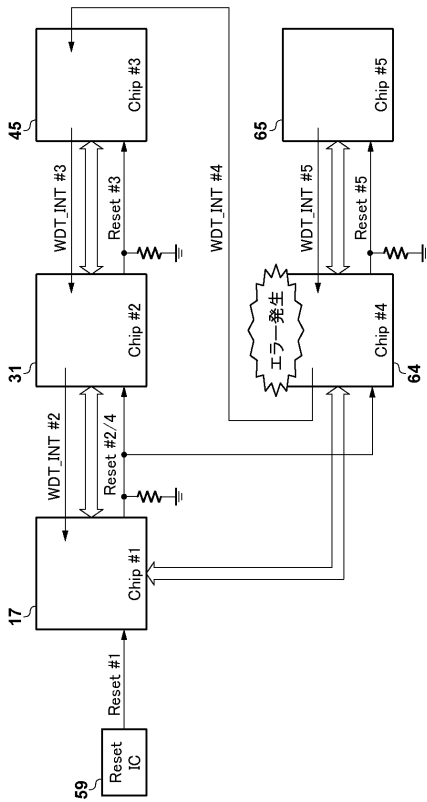 59
Reset
IC
Reset #1
17
Chip #1
WDT_INT #2
Reset #2/4
31
Chip #2
WDT_INT #3
Reset #3
45
Chip #3
WDT_INT #4
エラー発生
Chip #4
64
WDT_INT #5
Reset #5
65
Chip #5